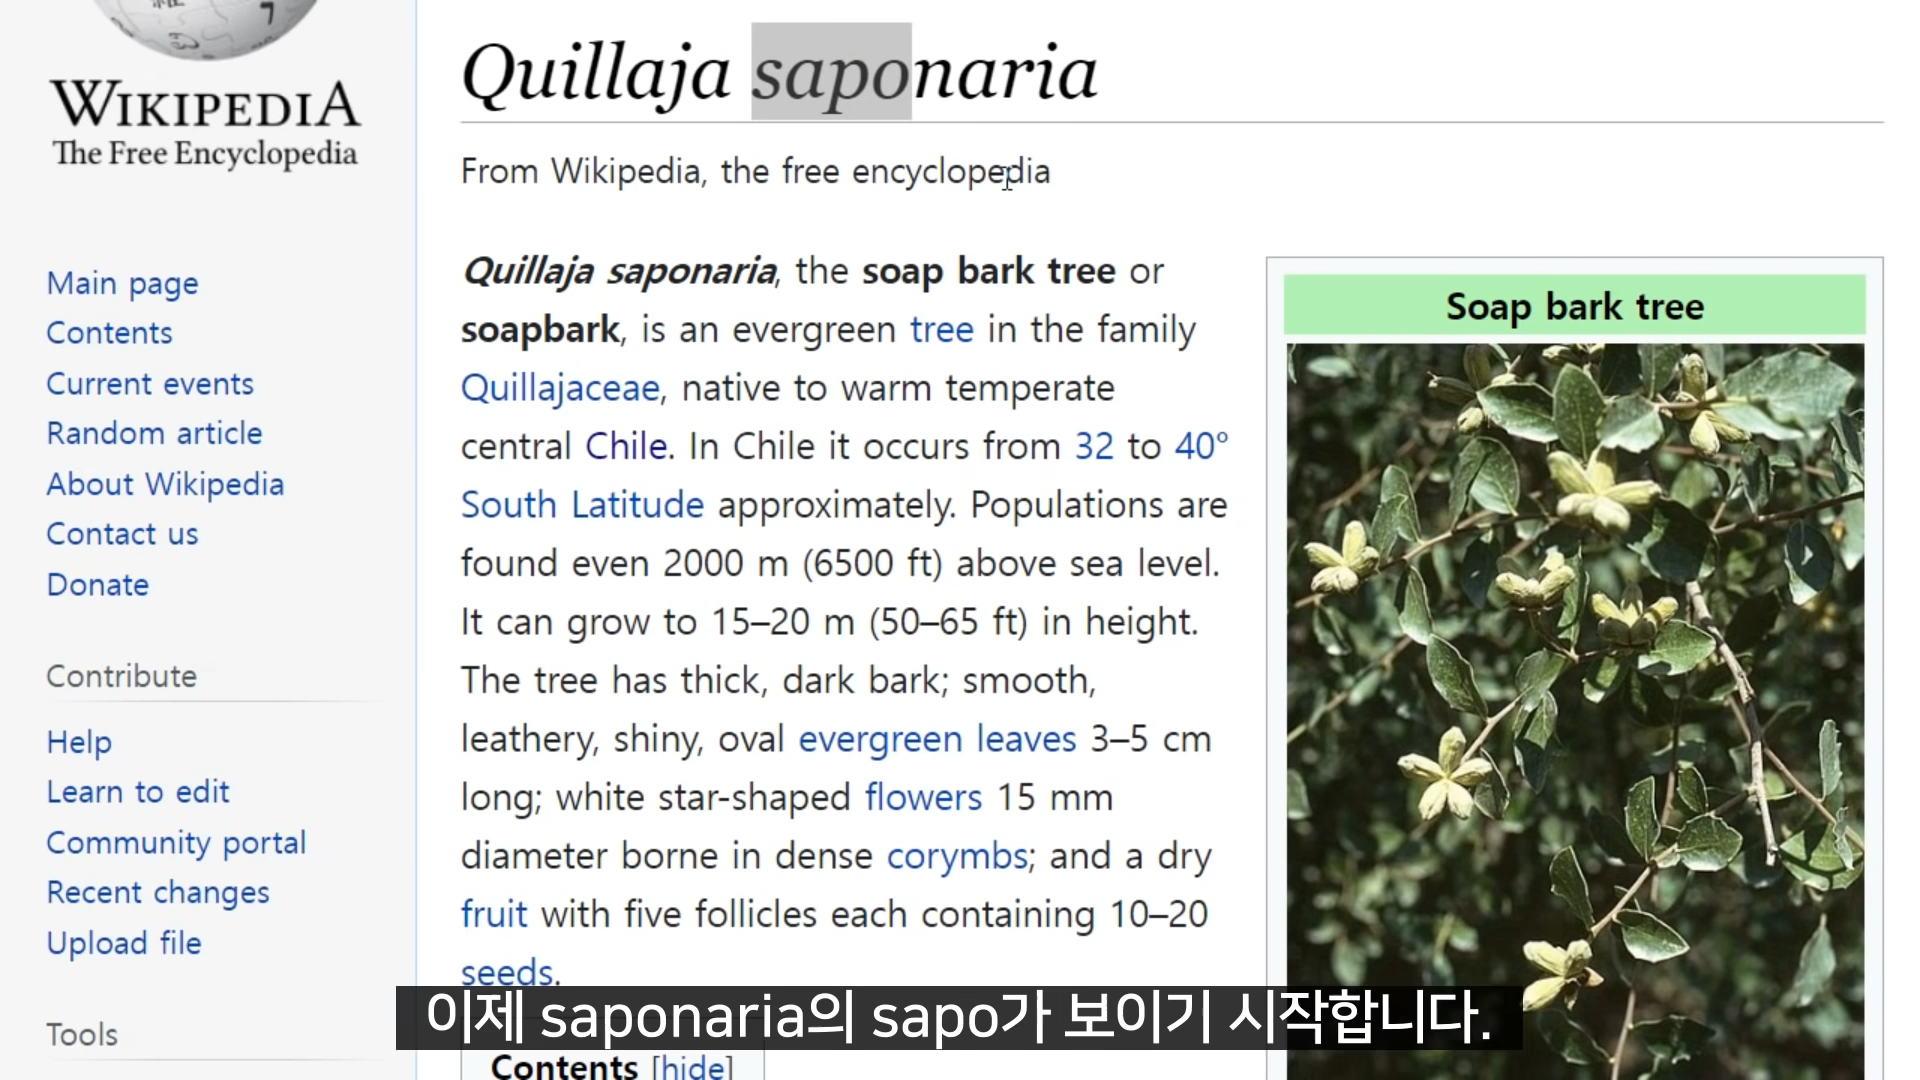 WIKIPEDIA
The Free Encyclopedia
Main page
Contents
Current events
Random article
About Wikipedia
Contact us
Donate
Contribute
Help
Learn to edit
Community portal
Recent changes
Upload file
Tools
Quillaja saponaria
From Wikipedia, the free encyclopedia
Quillaja saponaria, the soap bark tree or
soapbark, is an evergreen tree in the family
Quillajaceae, native to warm temperate
central Chile. In Chile it occurs from 32 to 40°
South Latitude approximately. Populations are
found even 2000 m (6500 ft) above sea level.
It can grow to 15–20 m (50–65 ft) in height.
The tree has thick, dark bark; smooth,
leathery, shiny, oval evergreen leaves 3–5 cm
long; white star-shaped flowers 15 mm
diameter borne in dense corymbs; and a dry
fruit with five follicles each containing 10–20
seeds.
Contents [hide]
Soap bark tree
이제 saponaria의 sapo가 보이기 시작합니다.